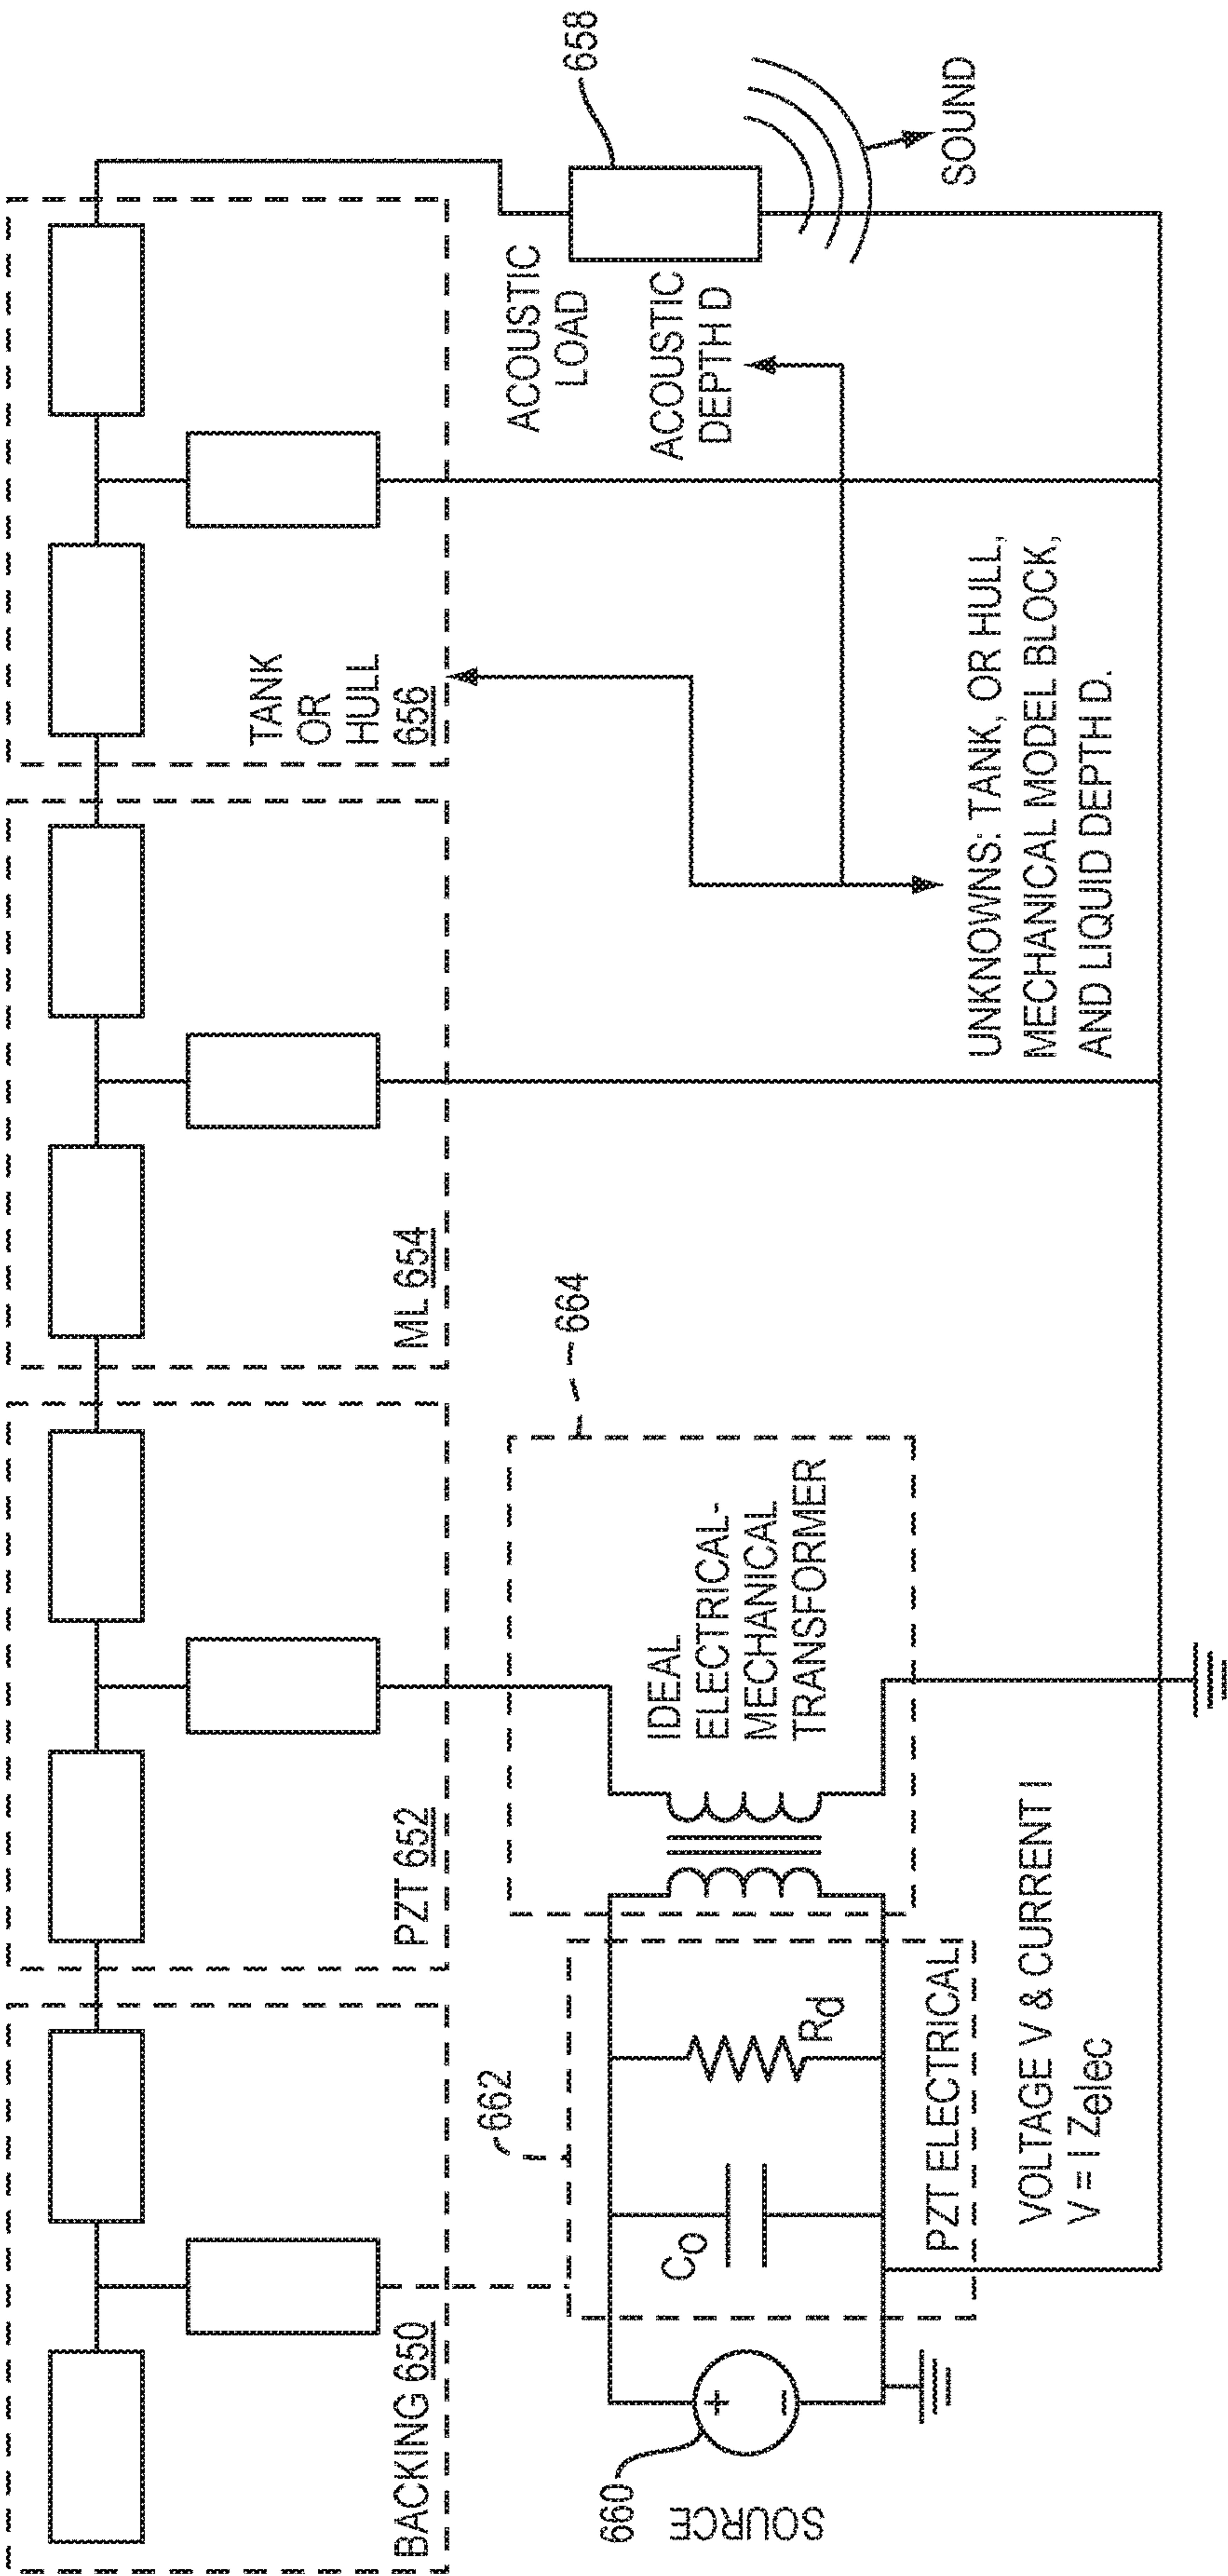 BACKING 650
PZT 652
ML 654
TANK
OR
HULL
656
662
664
658
ACOUSTIC
LOAD
ACOUSTIC
DEPTH D
SOUND
660
SOURCE
+
–
C0
Rd
PZT ELECTRICAL
IDEAL
ELECTRICAL-
MECHANICAL
TRANSFORMER
VOLTAGE V & CURRENT I
V = I Zelec
UNKNOWNS: TANK, OR HULL,
MECHANICAL MODEL BLOCK,
AND LIQUID DEPTH D.